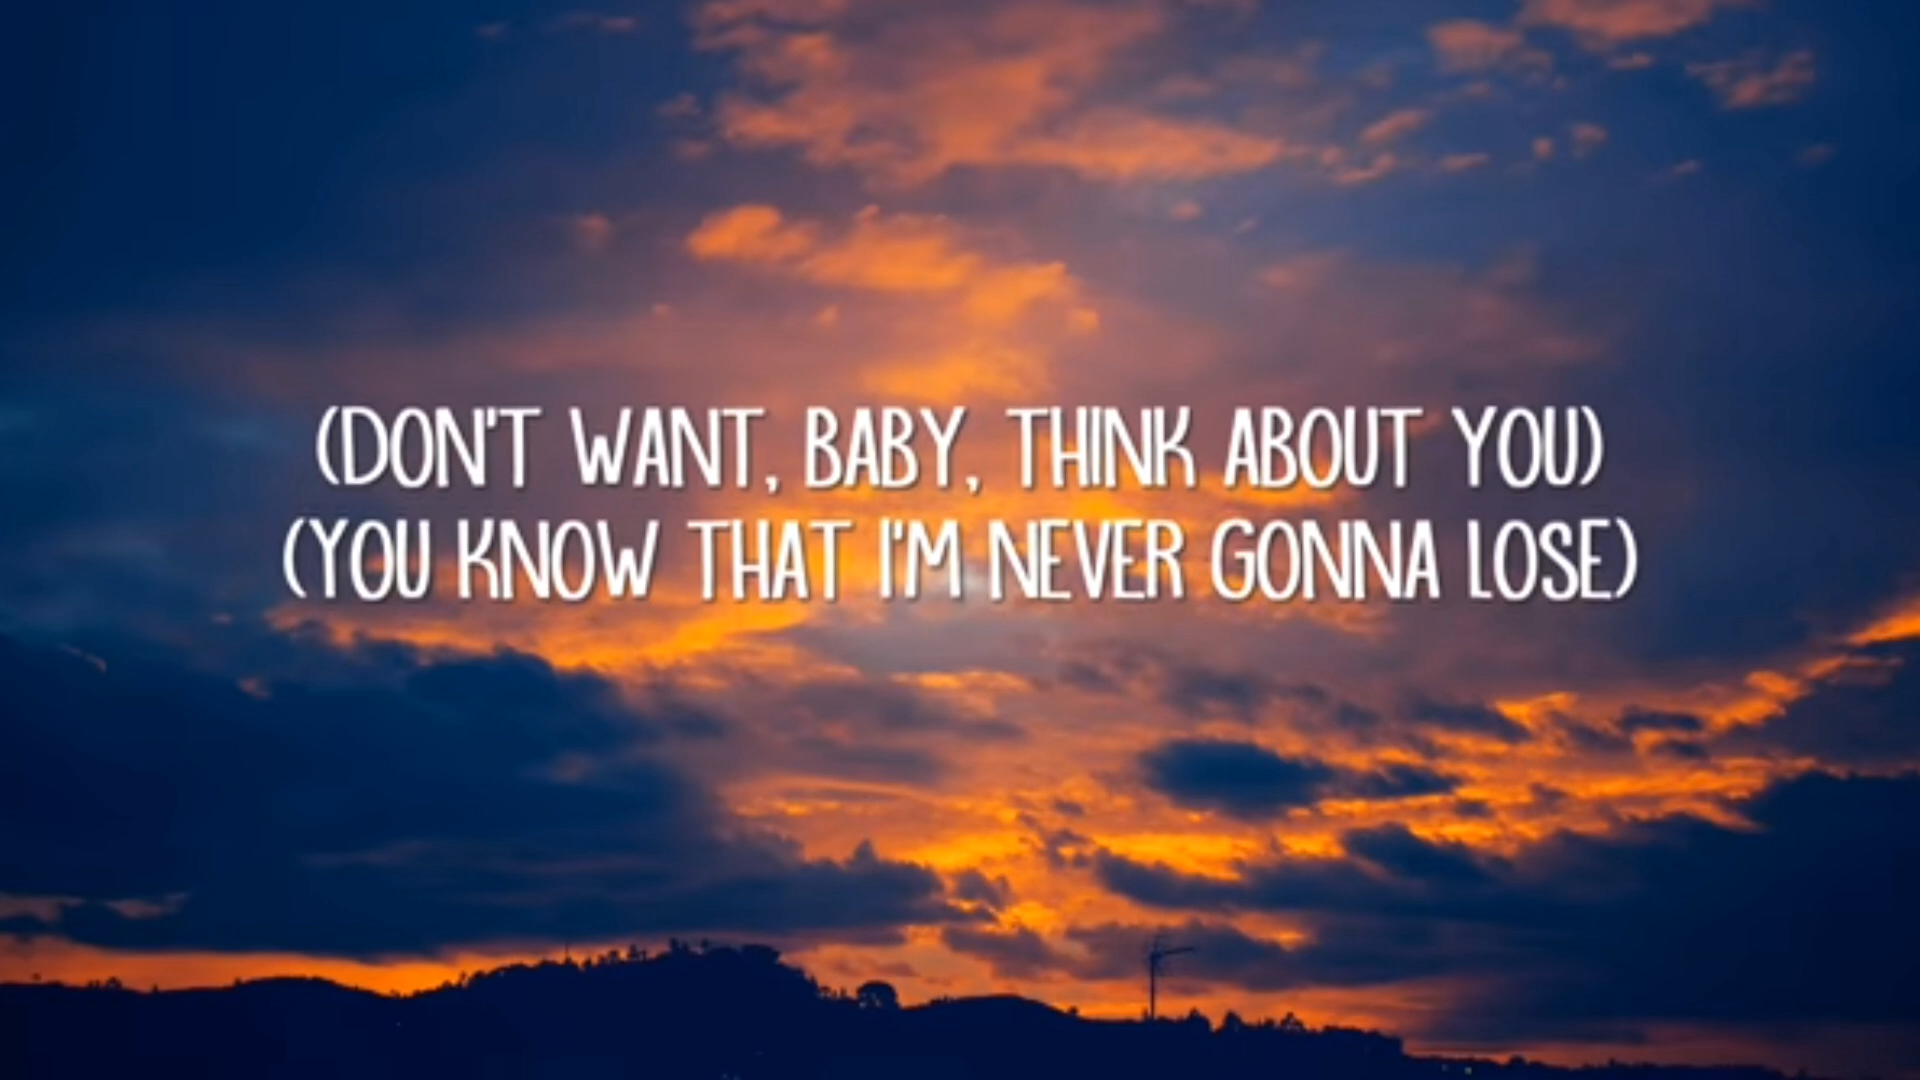 (DON'T WANT, BABY, THINK ABOUT YOU)
(YOU KNOW THAT I'M NEVER GONNA LOSE)